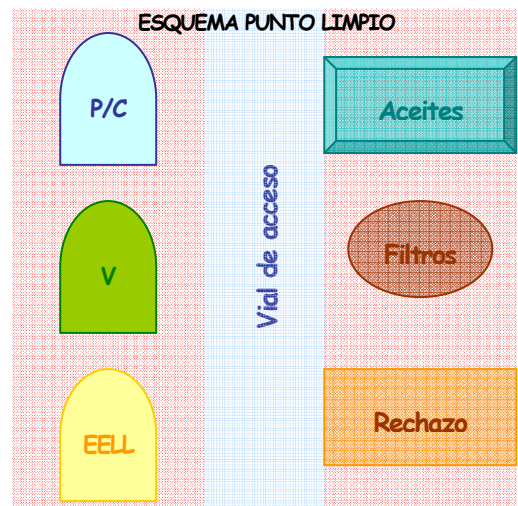 ESQUEMA PUNTO LIMPIO
P/C
Aceites
Vial de acceso
V
Filtros
EELL
Rechazo